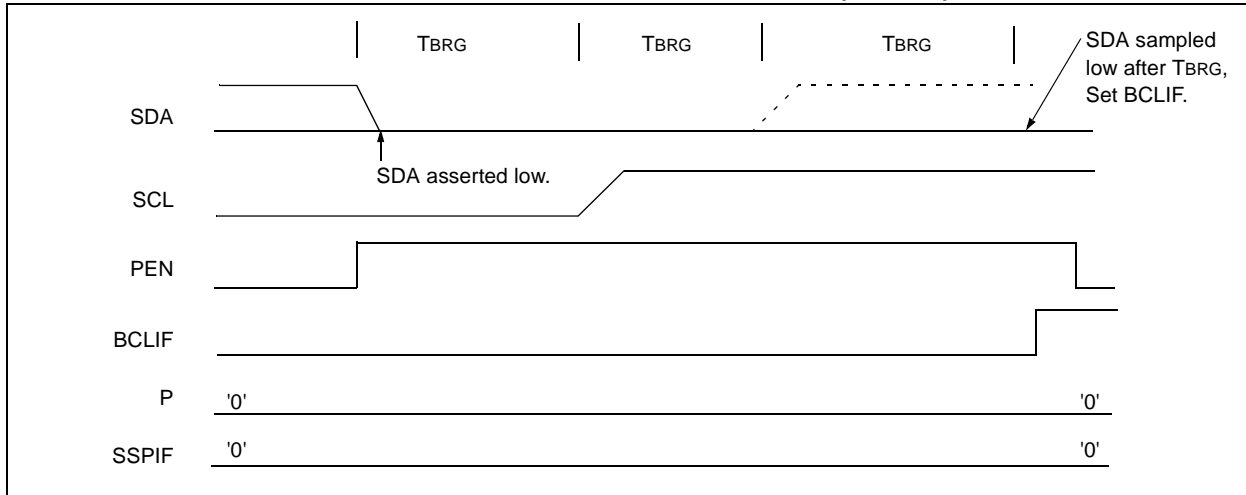 TBRG TBRG TBRG
SDA sampled
low after TBRG,
Set BCLIF.
SDA
SDA asserted low.
SCL
PEN
BCLIF
P '0' '0'
SSPIF '0' '0'